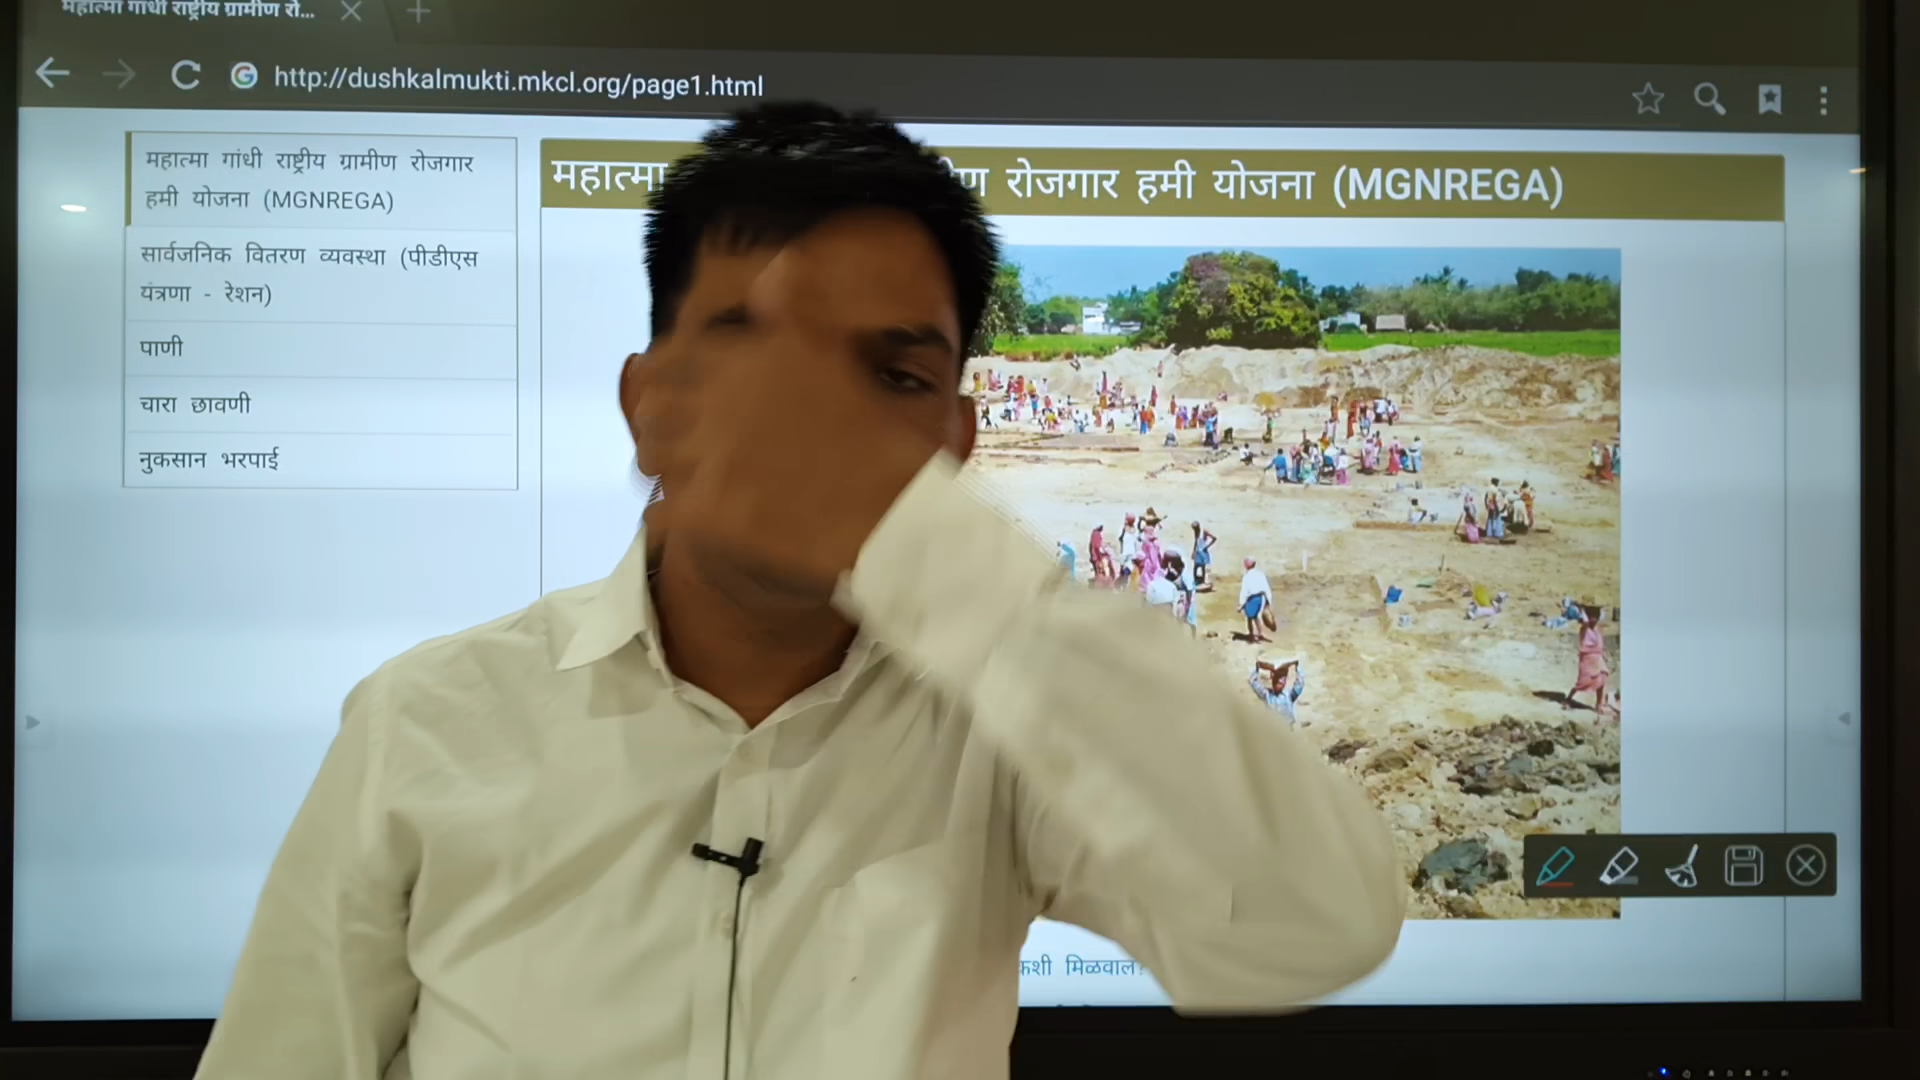 महात्मा गांधी राष्ट्रीय ग्रामीण रो...
http://dushkalmukti.mkcl.org/page1.html
महात्मा गांधी राष्ट्रीय ग्रामीण रोजगार
हमी योजना (MGNREGA)
सार्वजनिक वितरण व्यवस्था (पीडीएस
यंत्रणा - रेशन)
पाणी
चारा छावणी
नुकसान भरपाई
महात्मा रोजगार हमी योजना (MGNREGA)
मिळवाल?